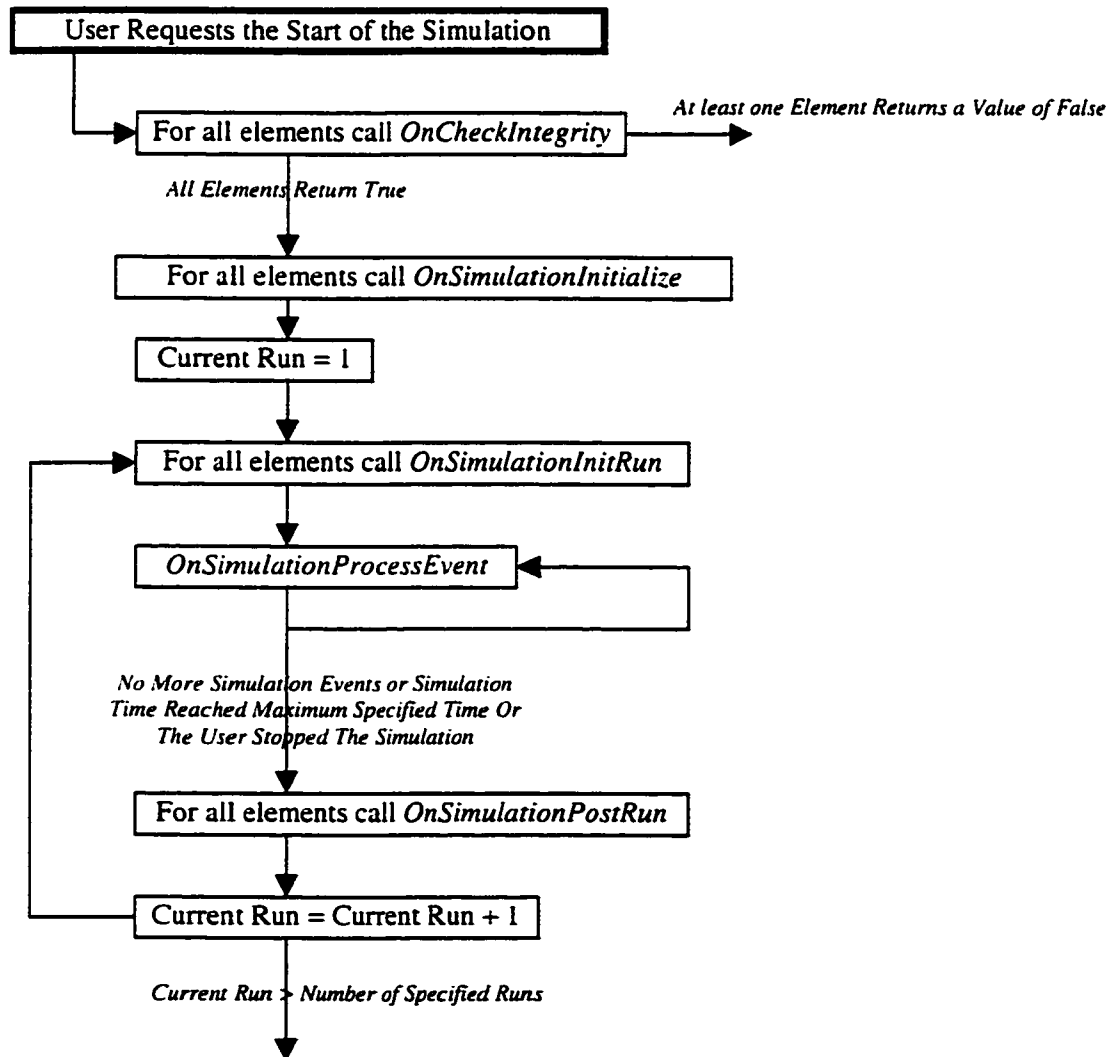 User Requests the Start of the Simulation
At least one Element Returns a Value of False
For all elements call OnCheckIntegrity
All Elements Return True
For all elements call OnSimulationInitialize
Current Run = 1
For all elements call OnSimulationInitRun
OnSimulationProcessEvent
No More Simulation Events or Simulation
Time Reached Maximum Specified Time Or
The User Stopped The Simulation
For all elements call OnSimulationPostRun
Current Run = Current Run + 1
Current Run > Number of Specified Runs